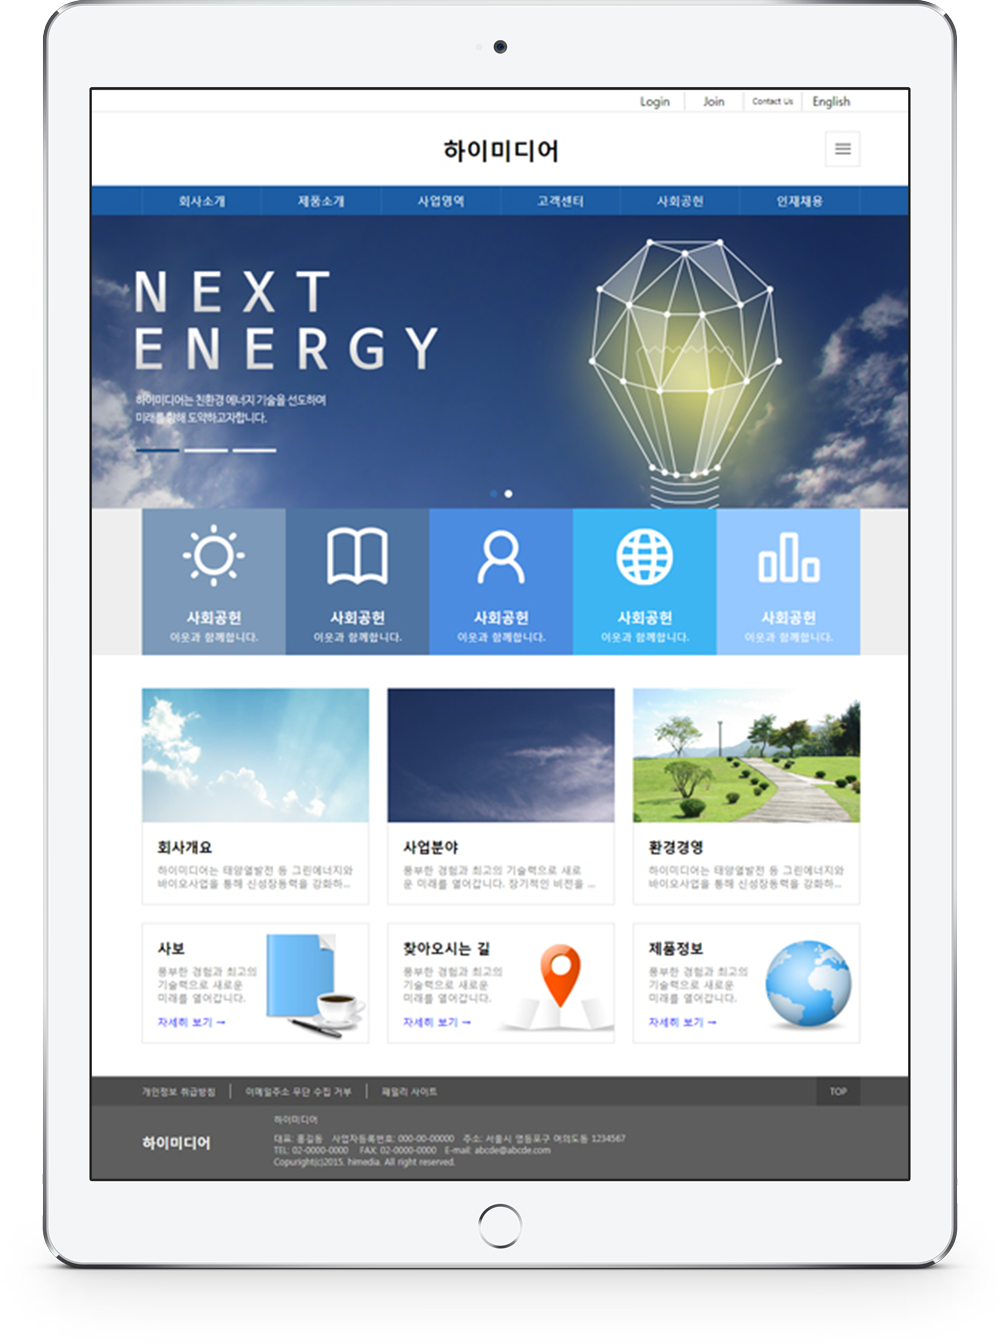 Login Join Contact Us English
하이미디어
회사소개 제품소개 사업영역 고객센터 사회공헌 인재채용
NEXT
ENERGY
하이미디어는 친환경 에너지 기술을 선도하며
미래를 향해 도약하고자합니다.
사회공헌 사회공헌 사회공헌 사회공헌 사회공헌
이웃과 함께합니다. 이웃과 함께합니다. 이웃과 함께합니다. 이웃과 함께합니다. 이웃과 함께합니다.
회사개요
하이미디어는 태양열발전 등 그린에너지와
바이오사업을 통해 신성장동력을 강화하...
사업분야
풍부한 경험과 최고의 기술력으로 새로
운 미래를 열어갑니다. 장기적인 비전을 ...
환경경영
하이미디어는 태양열발전 등 그린에너지와
바이오사업을 통해 신성장동력을 강화하...
사보
풍부한 경험과 최고의
기술력으로 새로운
미래를 열어갑니다.
자세히 보기 →
찾아오시는 길
풍부한 경험과 최고의
기술력으로 새로운
미래를 열어갑니다.
자세히 보기 →
제품정보
풍부한 경험과 최고의
기술력으로 새로운
미래를 열어갑니다.
자세히 보기 →
개인정보 취급방침 이메일주소 무단 수집 거부 패밀리 사이트 TOP
하이미디어
하이미디어
대표: 홍길동 사업자등록번호: 000-00-00000 주소: 서울시 영등포구 여의도동 1234567
TEL: 02-0000-0000 FAX: 02-0000-0000 E-mail: abcde@abcde.com
Copuright(c)2015. himedia. All right reserved.